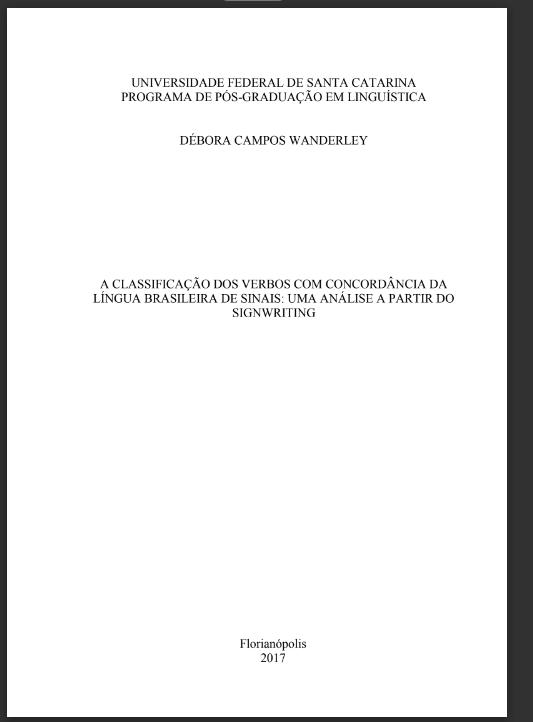 UNIVERSIDADE FEDERAL DE SANTA CATARINA
PROGRAMA DE PÓS-GRADUAÇÃO EM LINGUÍSTICA
DÉBORA CAMPOS WANDERLEY
A CLASSIFICAÇÃO DOS VERBOS COM CONCORDÂNCIA DA
LÍNGUA BRASILEIRA DE SINAIS: UMA ANÁLISE A PARTIR DO
SIGNWRITING
Florianópolis
2017